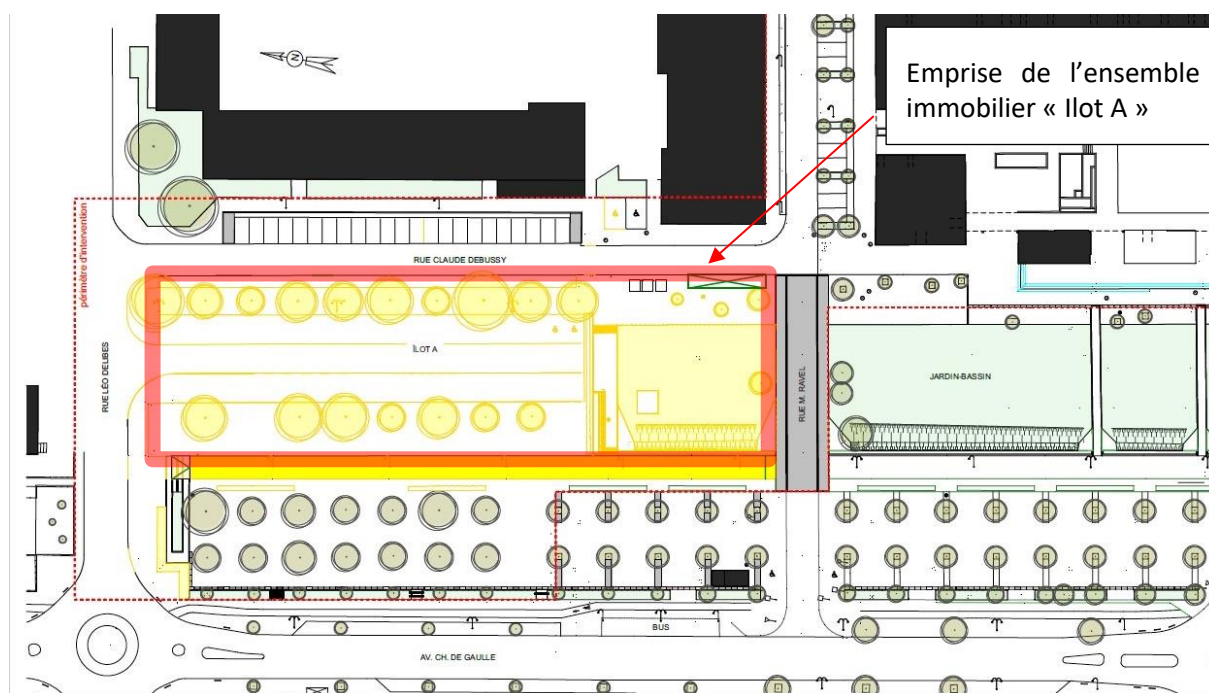 N
Emprise de l’ensemble
immobilier « Ilot A »
périmètre d'intervention
RUE CLAUDE DEBUSSY
RUE LÉO DELIBES
ÎLOT A
RUE M. RAVEL
JARDIN-BASSIN
BUS
AV. CH. DE GAULLE